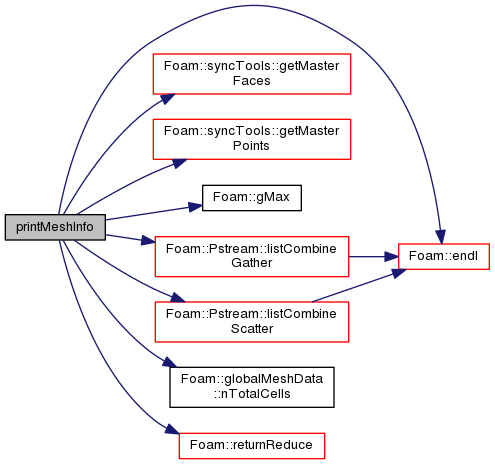 Foam::syncTools::getMaster
Faces
Foam::syncTools::getMaster
Points
Foam::gMax
printMeshInfo
Foam::Pstream::listCombine
Gather
Foam::endl
Foam::Pstream::listCombine
Scatter
Foam::globalMeshData
::nTotalCells
Foam::returnReduce